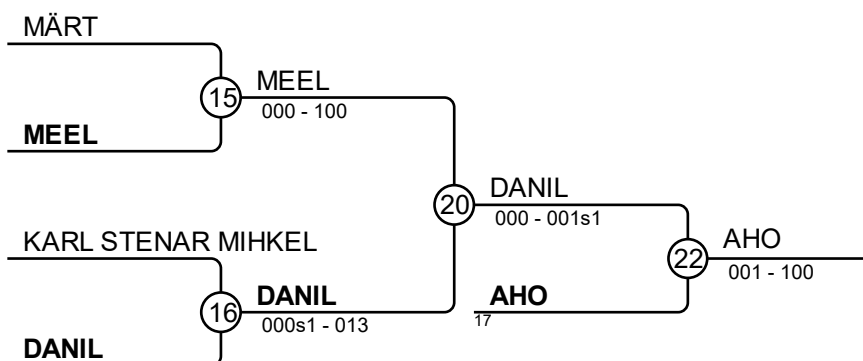 MÄRT
15
MEEL
000 - 100
MEEL
20
DANIL
000 - 001s1
KARL STENAR MIHKEL
22
AHO
001 - 100
16
DANIL
000s1 - 013
AHO
17
DANIL